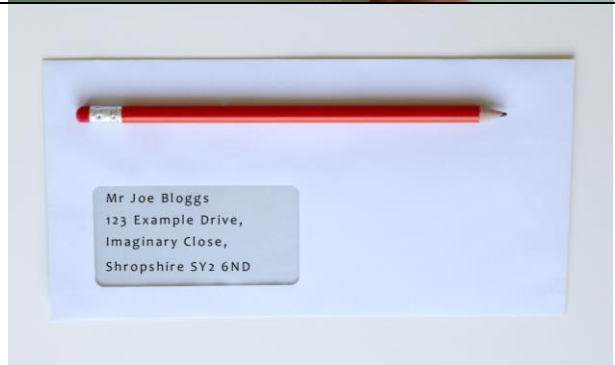 Mr Joe Bloggs
123 Example Drive,
Imaginary Close,
Shropshire SY2 6ND